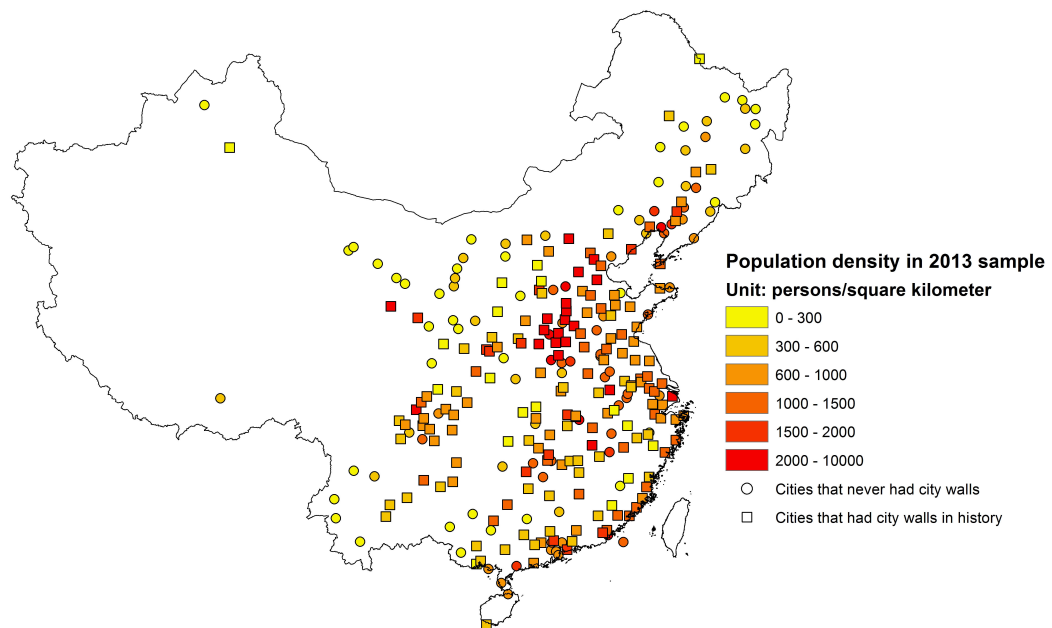 Population density in 2013 sample
Unit: persons/square kilometer
0 - 300
300 - 600
600 - 1000
1000 - 1500
1500 - 2000
2000 - 10000
Cities that never had city walls
Cities that had city walls in history